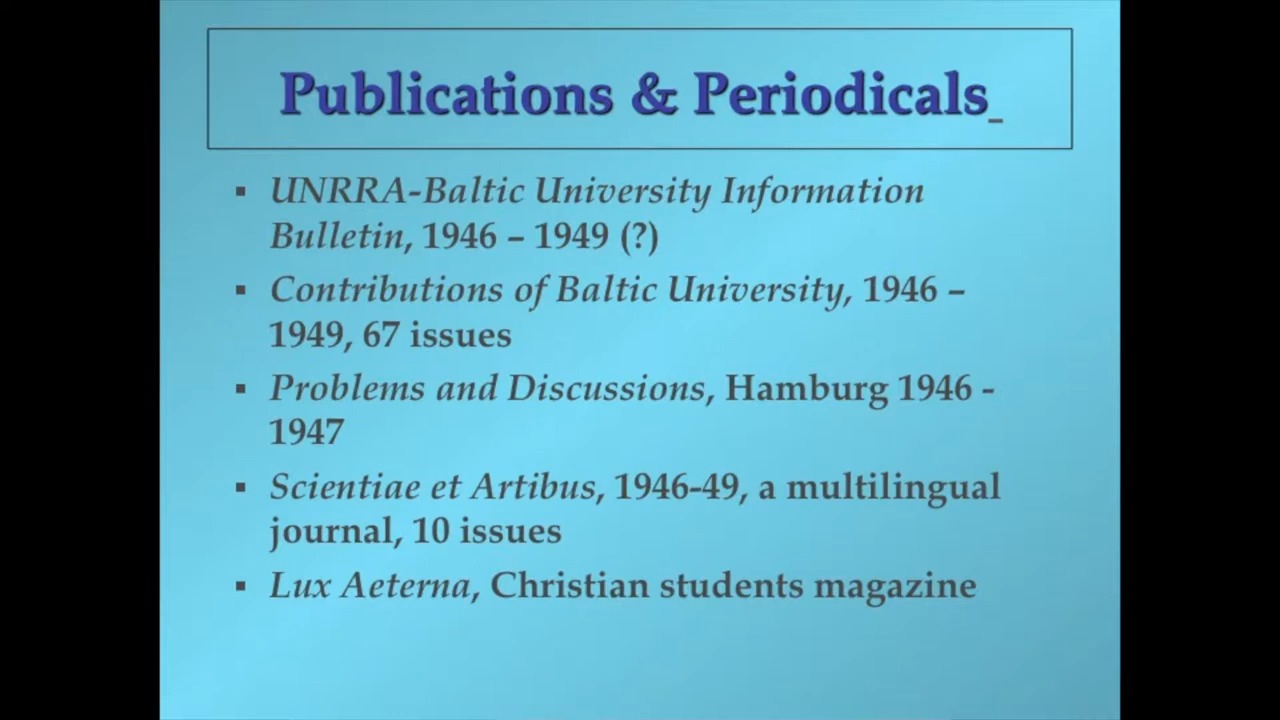 Publications & Periodicals
▪ UNRRA-Baltic University Information
Bulletin, 1946 – 1949 (?)
▪ Contributions of Baltic University, 1946 –
1949, 67 issues
▪ Problems and Discussions, Hamburg 1946 -
1947
▪ Scientiae et Artibus, 1946-49, a multilingual
journal, 10 issues
▪ Lux Aeterna, Christian students magazine